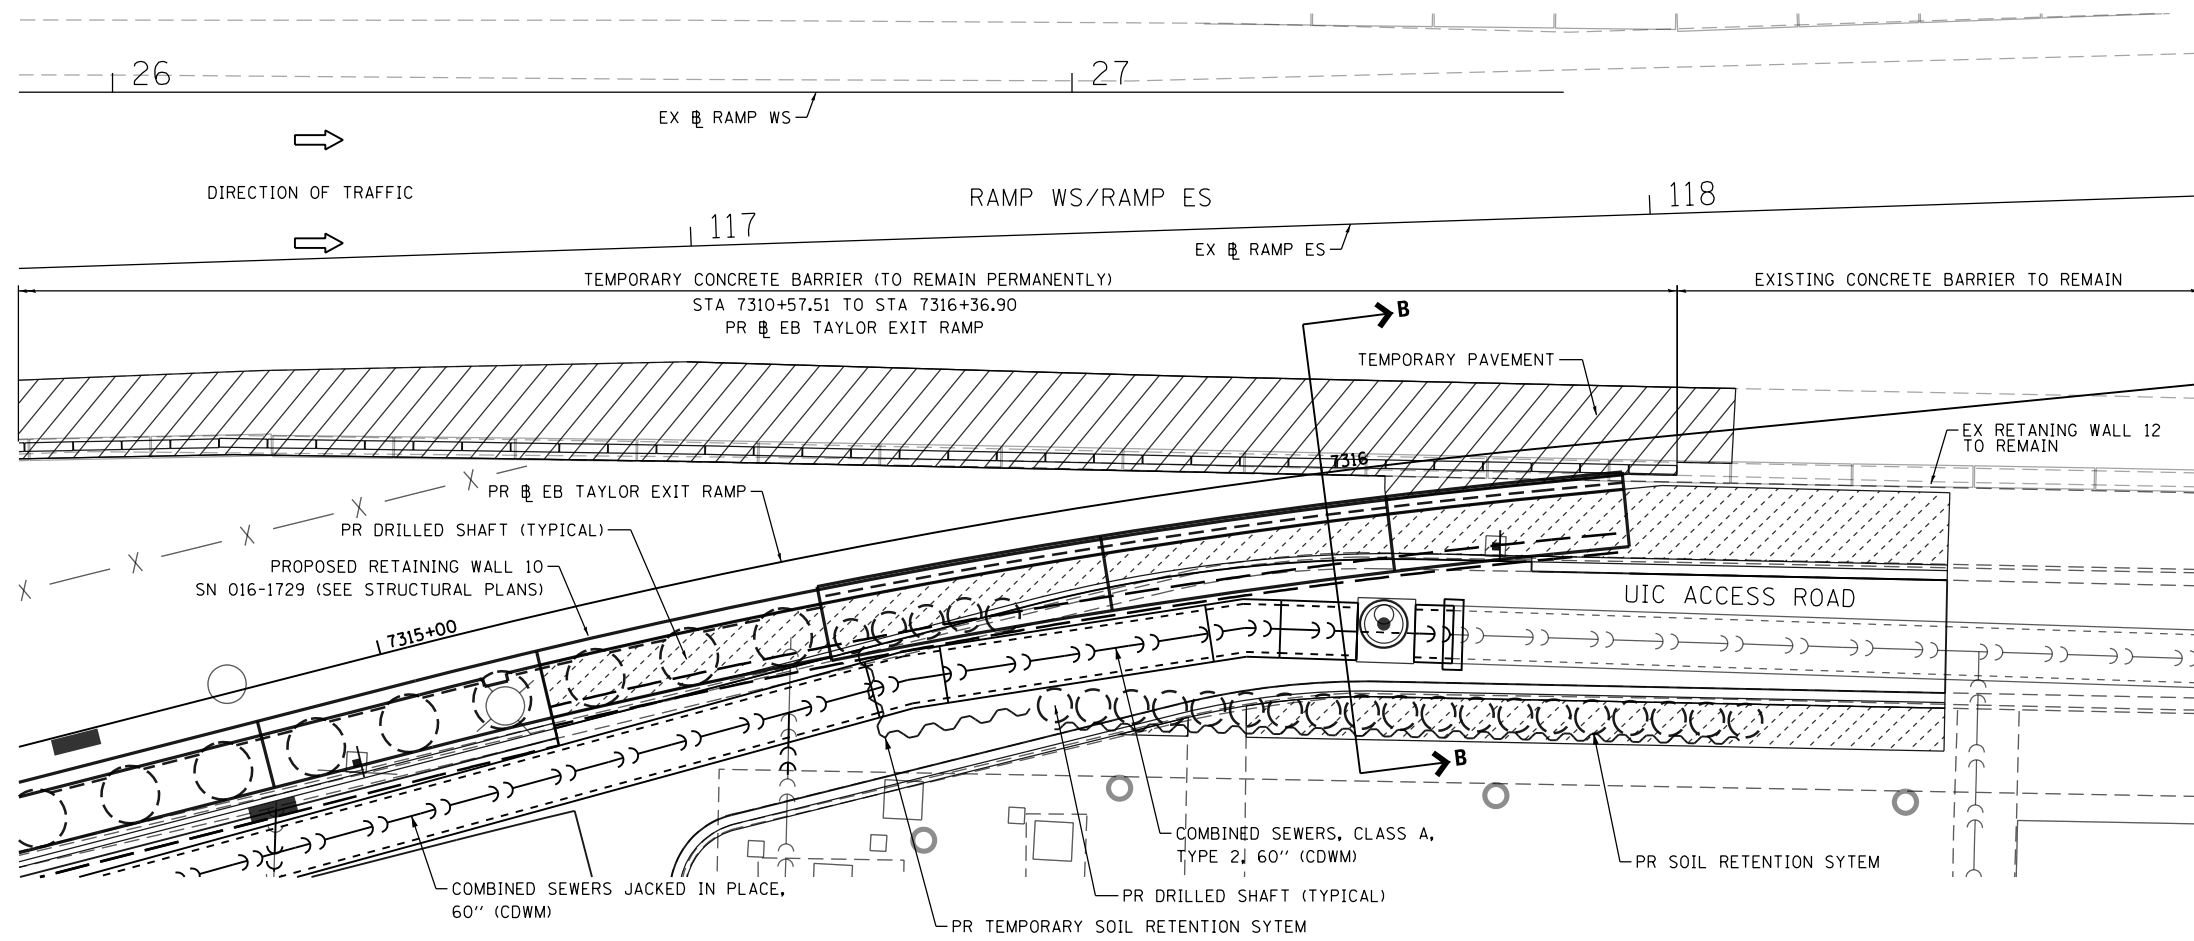 26
27
EX ℄ RAMP WS
DIRECTION OF TRAFFIC
RAMP WS/RAMP ES
117
118
EX ℄ RAMP ES
TEMPORARY CONCRETE BARRIER (TO REMAIN PERMANENTLY)
EXISTING CONCRETE BARRIER TO REMAIN
STA 7310+57.51 TO STA 7316+36.90
PR ℄ EB TAYLOR EXIT RAMP
B
TEMPORARY PAVEMENT
EX RETANING WALL 12
TO REMAIN
7316
PR ℄ EB TAYLOR EXIT RAMP
X
X
X
X
X
PR DRILLED SHAFT (TYPICAL)
PROPOSED RETAINING WALL 10
SN 016-1729 (SEE STRUCTURAL PLANS)
UIC ACCESS ROAD
7315+00
B
COMBINED SEWERS, CLASS A,
TYPE 2, 60" (CDWM)
PR SOIL RETENTION SYTEM
COMBINED SEWERS JACKED IN PLACE,
60" (CDWM)
PR DRILLED SHAFT (TYPICAL)
PR TEMPORARY SOIL RETENTION SYTEM